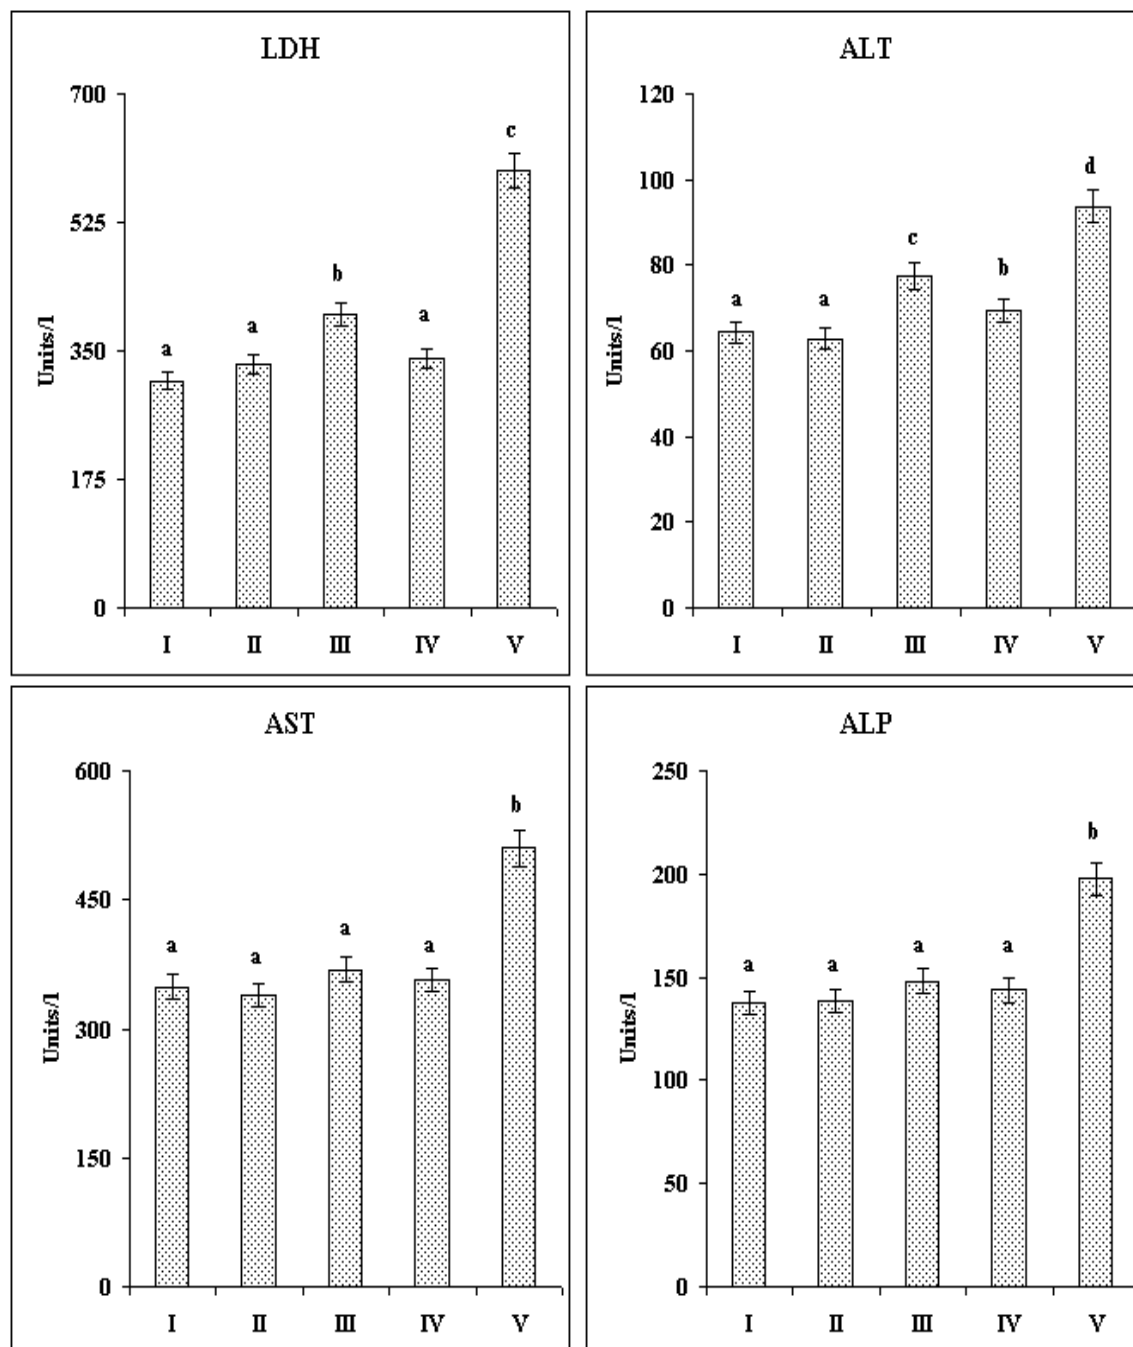 LDH
700
525
350
175
0
Units/l
a
a
b
a
c
I
II
III
IV
V
ALT
120
100
80
60
40
20
0
Units/l
a
a
c
b
d
I
II
III
IV
V
AST
600
450
300
150
0
Units/l
a
a
a
a
b
I
II
III
IV
V
ALP
250
200
150
100
50
0
Units/l
a
a
a
a
b
I
II
III
IV
V